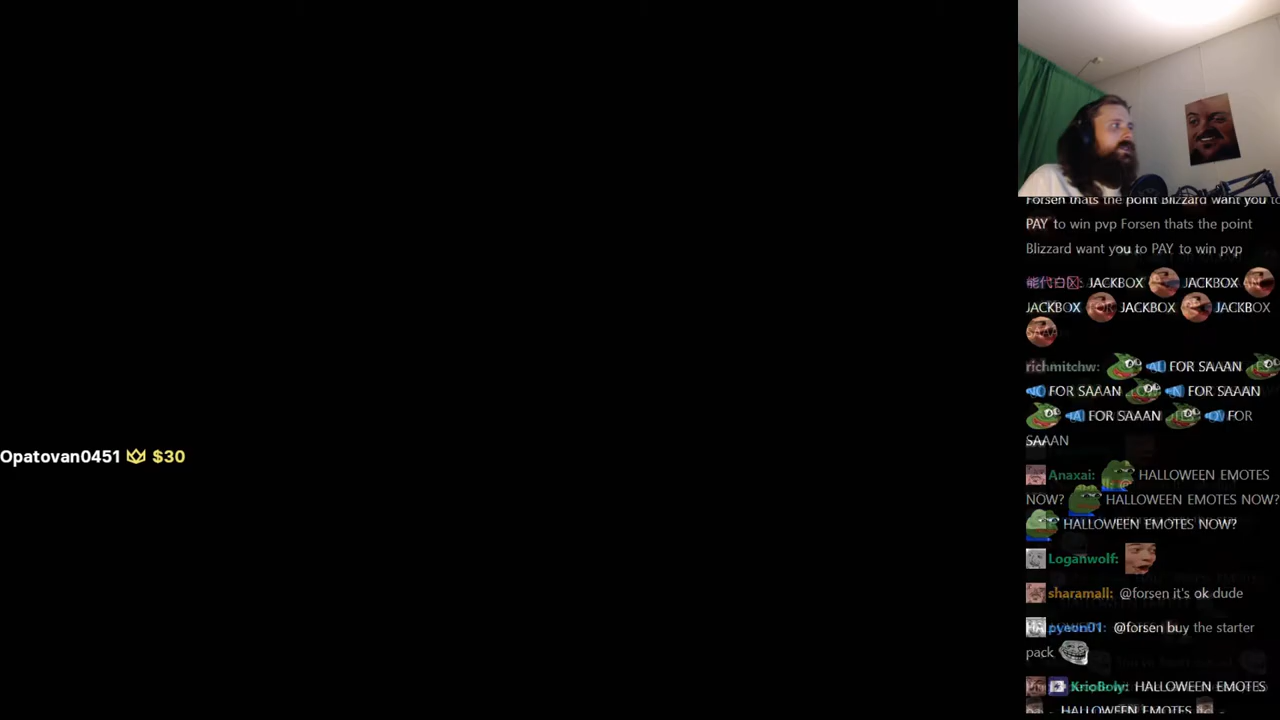 Forsen thats the point Blizzard want you to
PAY to win pvp Forsen thats the point
Blizzard want you to PAY to win pvp
JACKBOX JACKBOX
JACKBOX JACKBOX JACKBOX
Opatovan0451 $30
richmitchw: FOR SAAAN
FOR SAAAN FOR SAAAN
FOR SAAAN FOR
SAAAN
Anaxai: HALLOWEEN EMOTES
NOW? HALLOWEEN EMOTES NOW?
HALLOWEEN EMOTES NOW?
Loganwolf:
sharamall: @forsen it's ok dude
pyeon01: @forsen buy the starter
pack
KrioBoly: HALLOWEEN EMOTES
HALLOWEEN EMOTES